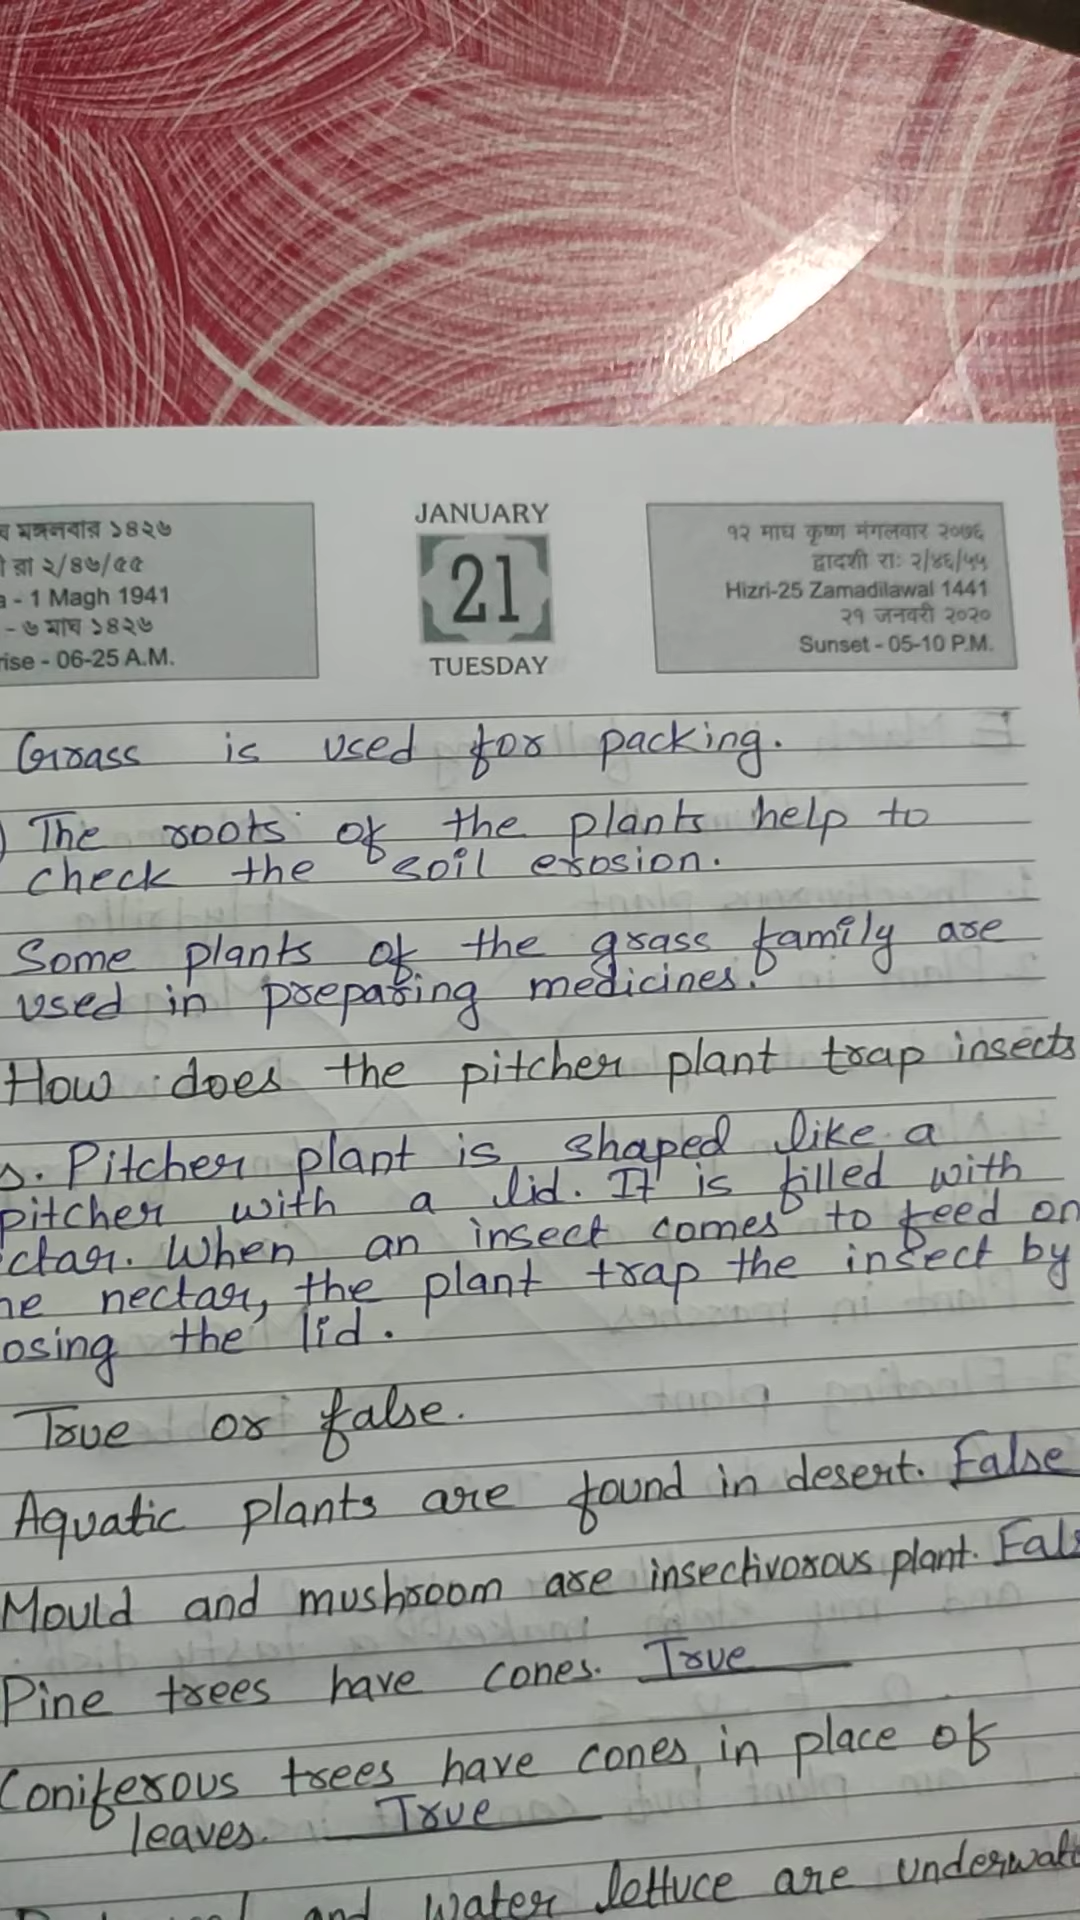 মঙ্গলবার ১৪২৬
রা ২/৪৬/৫৫
- 1 Magh 1941
- ৬ মাঘ ১৪২৬
rise - 06-25 A.M.
JANUARY
21
TUESDAY
१२ माघ कृष्ण मंगलवार २०७६
द्वादशी रा: २/४६/५५
Hizri-25 Zamadilawal 1441
२१ जनवरी २०२०
Sunset - 05-10 P.M.
Grass is used for packing.
) The roots of the plants help to
check the soil erosion.
Some plants of the grass family are
used in preparing medicines.
How does the pitcher plant trap insects
s. Pitcher plant is shaped like a
pitcher with a lid. It is filled with
ctar. When an insect comes to feed on
he nectar, the plant trap the insect by
osing the lid.
True or false.
Aquatic plants are found in desert. False
Mould and mushroom are insectivorous plant. Fals
Pine trees have cones. True
Coniferous trees have cones in place of
leaves. True
and water lettuce are underwat